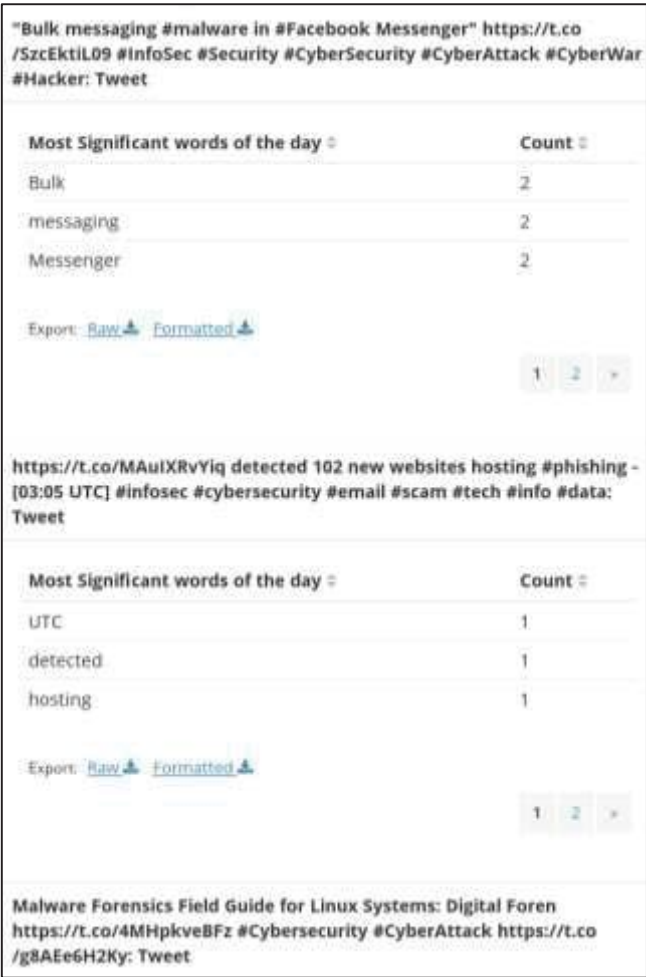 "Bulk messaging #malware in #Facebook Messenger" https://t.co
/SzcEktiL09 #InfoSec #Security #CyberSecurity #CyberAttack #CyberWar
#Hacker: Tweet
Most Significant words of the day Count
Bulk 2
messaging 2
Messenger 2
Export: Raw Formatted
1 2 »
https://t.co/MAuIXRvYiq detected 102 new websites hosting #phishing -
[03:05 UTC] #infosec #cybersecurity #email #scam #tech #info #data:
Tweet
Most Significant words of the day Count
UTC 1
detected 1
hosting 1
Export: Raw Formatted
1 2 »
Malware Forensics Field Guide for Linux Systems: Digital Foren
https://t.co/4MHpkveBFz #Cybersecurity #CyberAttack https://t.co
/g8AEe6H2Ky: Tweet